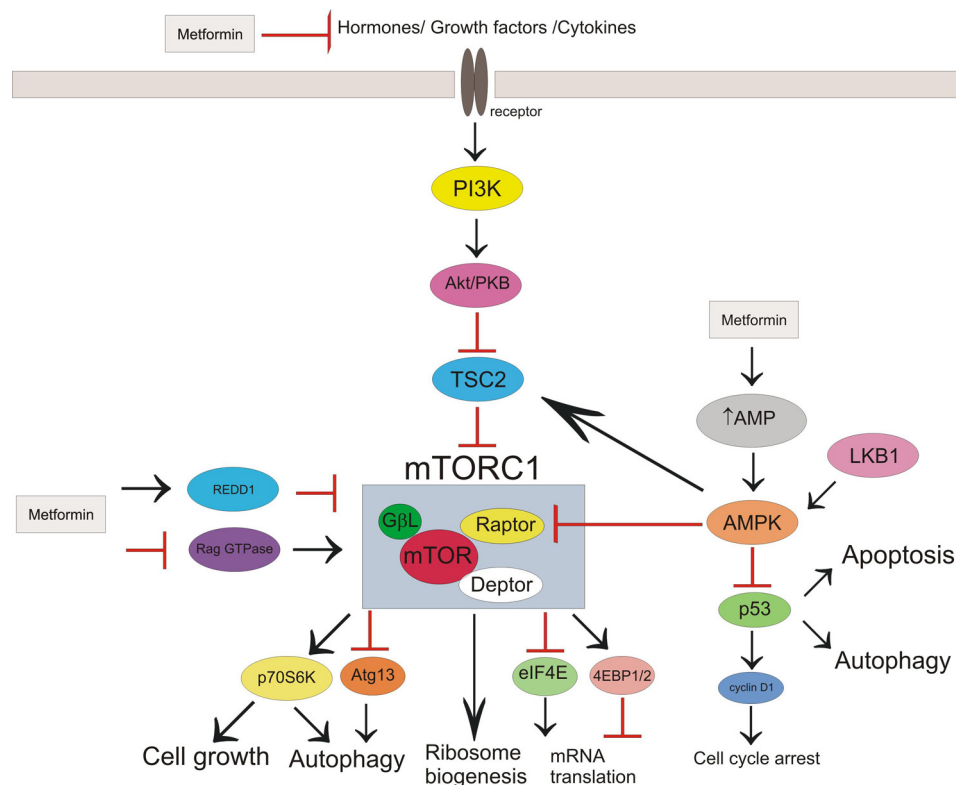 Metformin
Hormones/ Growth factors /Cytokines
receptor
PI3K
Akt/PKB
Metformin
TSC2
↑AMP
mTORC1
LKB1
REDD1
Metformin
GβL
Raptor
AMPK
Rag GTPase
mTOR
Deptor
Apoptosis
p53
p70S6K
Atg13
eIF4E
4EBP1/2
Autophagy
cyclin D1
Cell growth
Autophagy
Ribosome
biogenesis
mRNA
translation
Cell cycle arrest